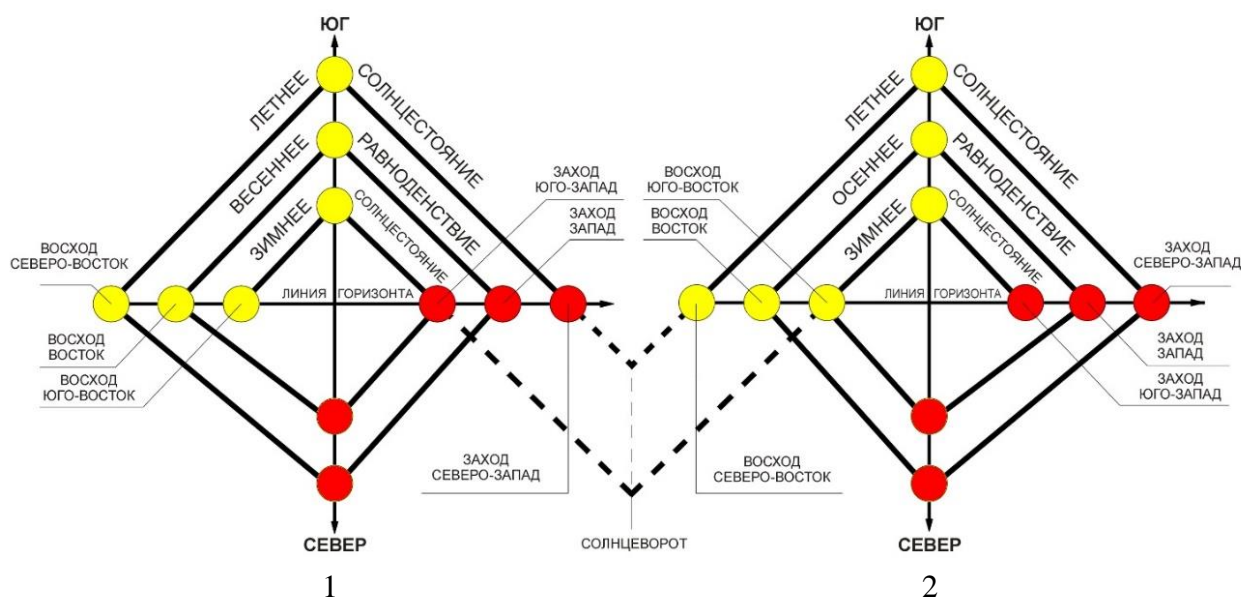 ЮГ
ЛЕТНЕЕ
СОЛНЦЕСТОЯНИЕ
ВЕСЕННЕЕ
РАВНОДЕНСТВИЕ
ЗИМНЕЕ
СОЛНЦЕСТОЯНИЕ
ВОСХОД
СЕВЕРО-ВОСТОК
ЛИНИЯ ГОРИЗОНТА
ВОСХОД
ВОСТОК
ВОСХОД
ЮГО-ВОСТОК
ЗАХОД
ЮГО-ЗАПАД
ЗАХОД
ЗАПАД
ЗАХОД
СЕВЕРО-ЗАПАД
СЕВЕР
1
СОЛНЦЕВОРОТ
ЮГ
ЛЕТНЕЕ
СОЛНЦЕСТОЯНИЕ
ОСЕННЕЕ
РАВНОДЕНСТВИЕ
ЗИМНЕЕ
СОЛНЦЕСТОЯНИЕ
ВОСХОД
ЮГО-ВОСТОК
ВОСХОД
ВОСТОК
ЛИНИЯ ГОРИЗОНТА
ЗАХОД
СЕВЕРО-ЗАПАД
ЗАХОД
ЗАПАД
ЗАХОД
ЮГО-ЗАПАД
ВОСХОД
СЕВЕРО-ВОСТОК
СЕВЕР
2